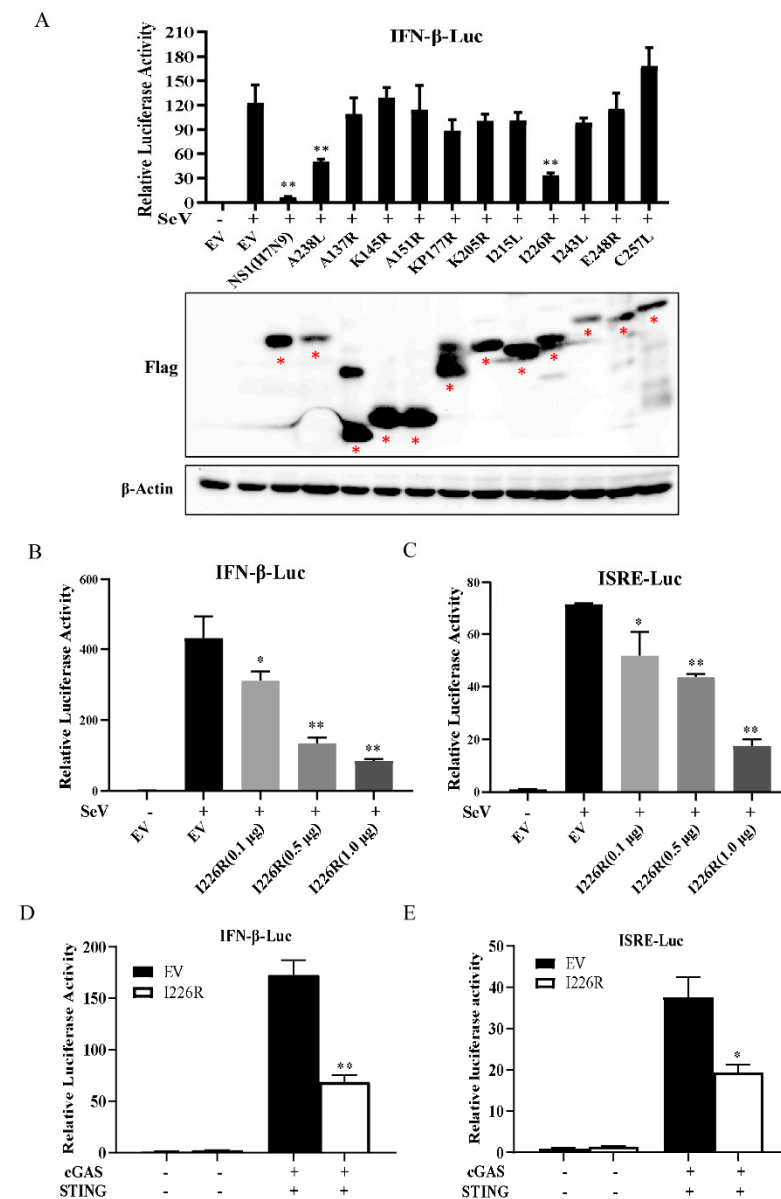 A
IFN-β-Luc
Relative Luciferase Activity
210
180
150
120
90
60
30
0
** ** **
SeV - + + + + + + + + + + + + +
EV EV NS1(H7N9) A238L A137R K145R A151R KP177R K205R I215L I226R I243L E248R C257L
Flag
* * * * * * * * * * * *
β-Actin
B
IFN-β-Luc
Relative Luciferase Activity
600
400
200
0
* ** **
SeV - + + + +
EV EV I226R(0.1 μg) I226R(0.5 μg) I226R(1.0 μg)
C
ISRE-Luc
Relative Luciferase Activity
80
60
40
20
0
* ** **
SeV - + + + +
EV EV I226R(0.1 μg) I226R(0.5 μg) I226R(1.0 μg)
D
IFN-β-Luc
Relative Luciferase Activity
200
150
100
50
0
EV
I226R
**
cGAS - - + +
STING - - + +
E
ISRE-Luc
Relative luciferase activity
50
40
30
20
10
0
EV
I226R
*
cGAS - - + +
STING - - + +